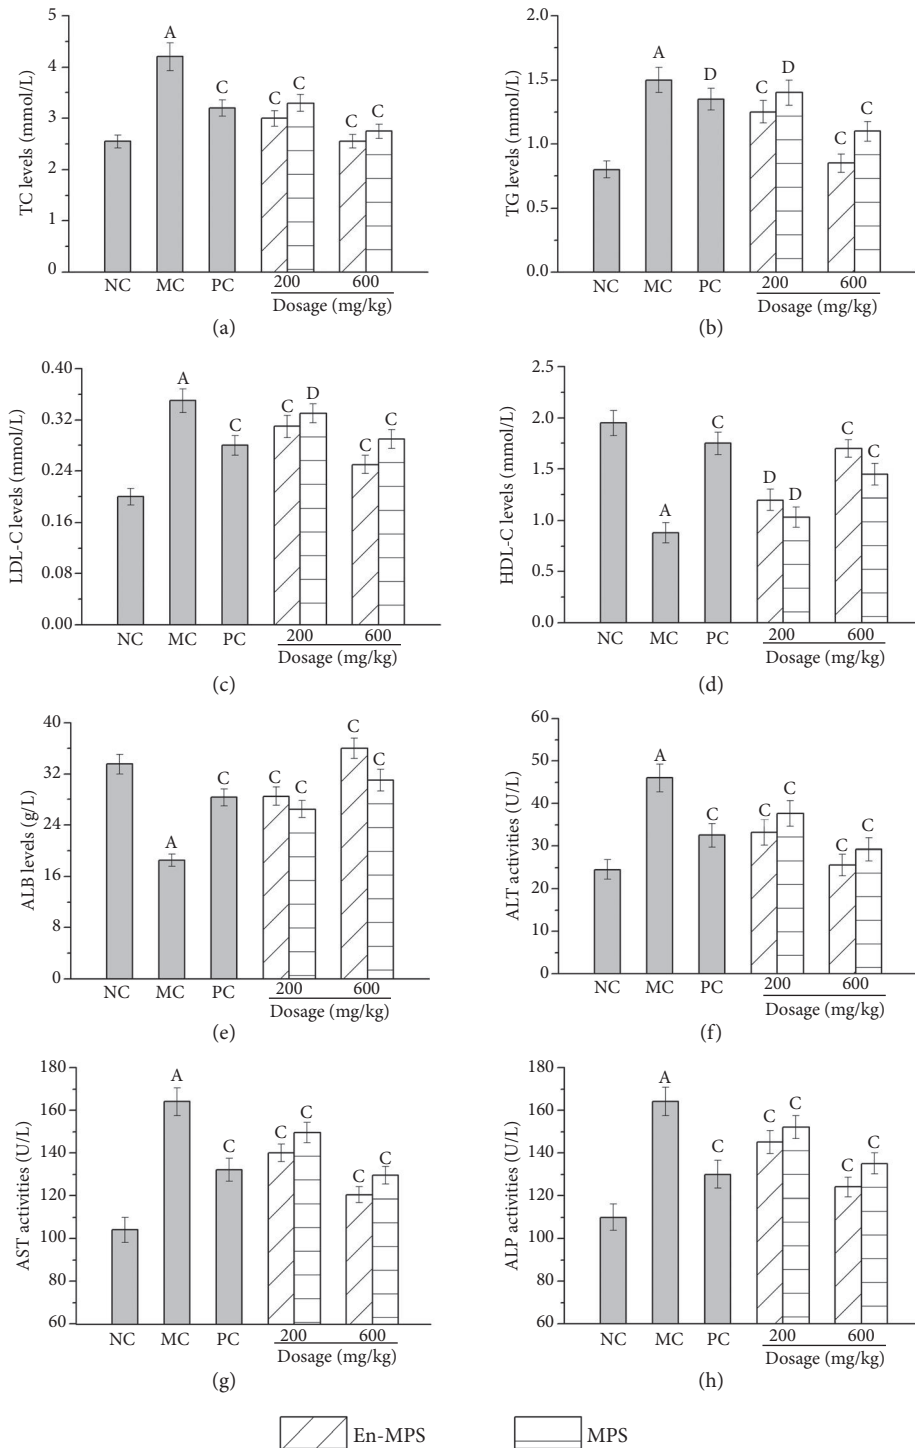 5
4
3
2
1
0
TC levels (mmol/L)
A
C
C
C
C
C
NC MC PC 200 600
Dosage (mg/kg)
(a)
2.0
1.5
1.0
0.5
0.0
TG levels (mmol/L)
A
D
C
D
C
C
NC MC PC 200 600
Dosage (mg/kg)
(b)
0.40
0.32
0.24
0.16
0.08
0.00
LDL-C levels (mmol/L)
A
C
C
D
C
C
NC MC PC 200 600
Dosage (mg/kg)
(c)
2.5
2.0
1.5
1.0
0.5
0.0
HDL-C levels (mmol/L)
A
C
D
D
C
C
NC MC PC 200 600
Dosage (mg/kg)
(d)
40
32
24
16
8
0
ALB levels (g/L)
A
C
C
C
C
C
NC MC PC 200 600
Dosage (mg/kg)
(e)
60
50
40
30
20
10
0
ALT activities (U/L)
A
C
C
C
C
C
NC MC PC 200 600
Dosage (mg/kg)
(f)
180
160
140
120
100
80
60
AST activities (U/L)
A
C
C
C
C
C
NC MC PC 200 600
Dosage (mg/kg)
(g)
180
160
140
120
100
80
60
ALP activities (U/L)
A
C
C
C
C
C
NC MC PC 200 600
Dosage (mg/kg)
(h)
En-MPS MPS